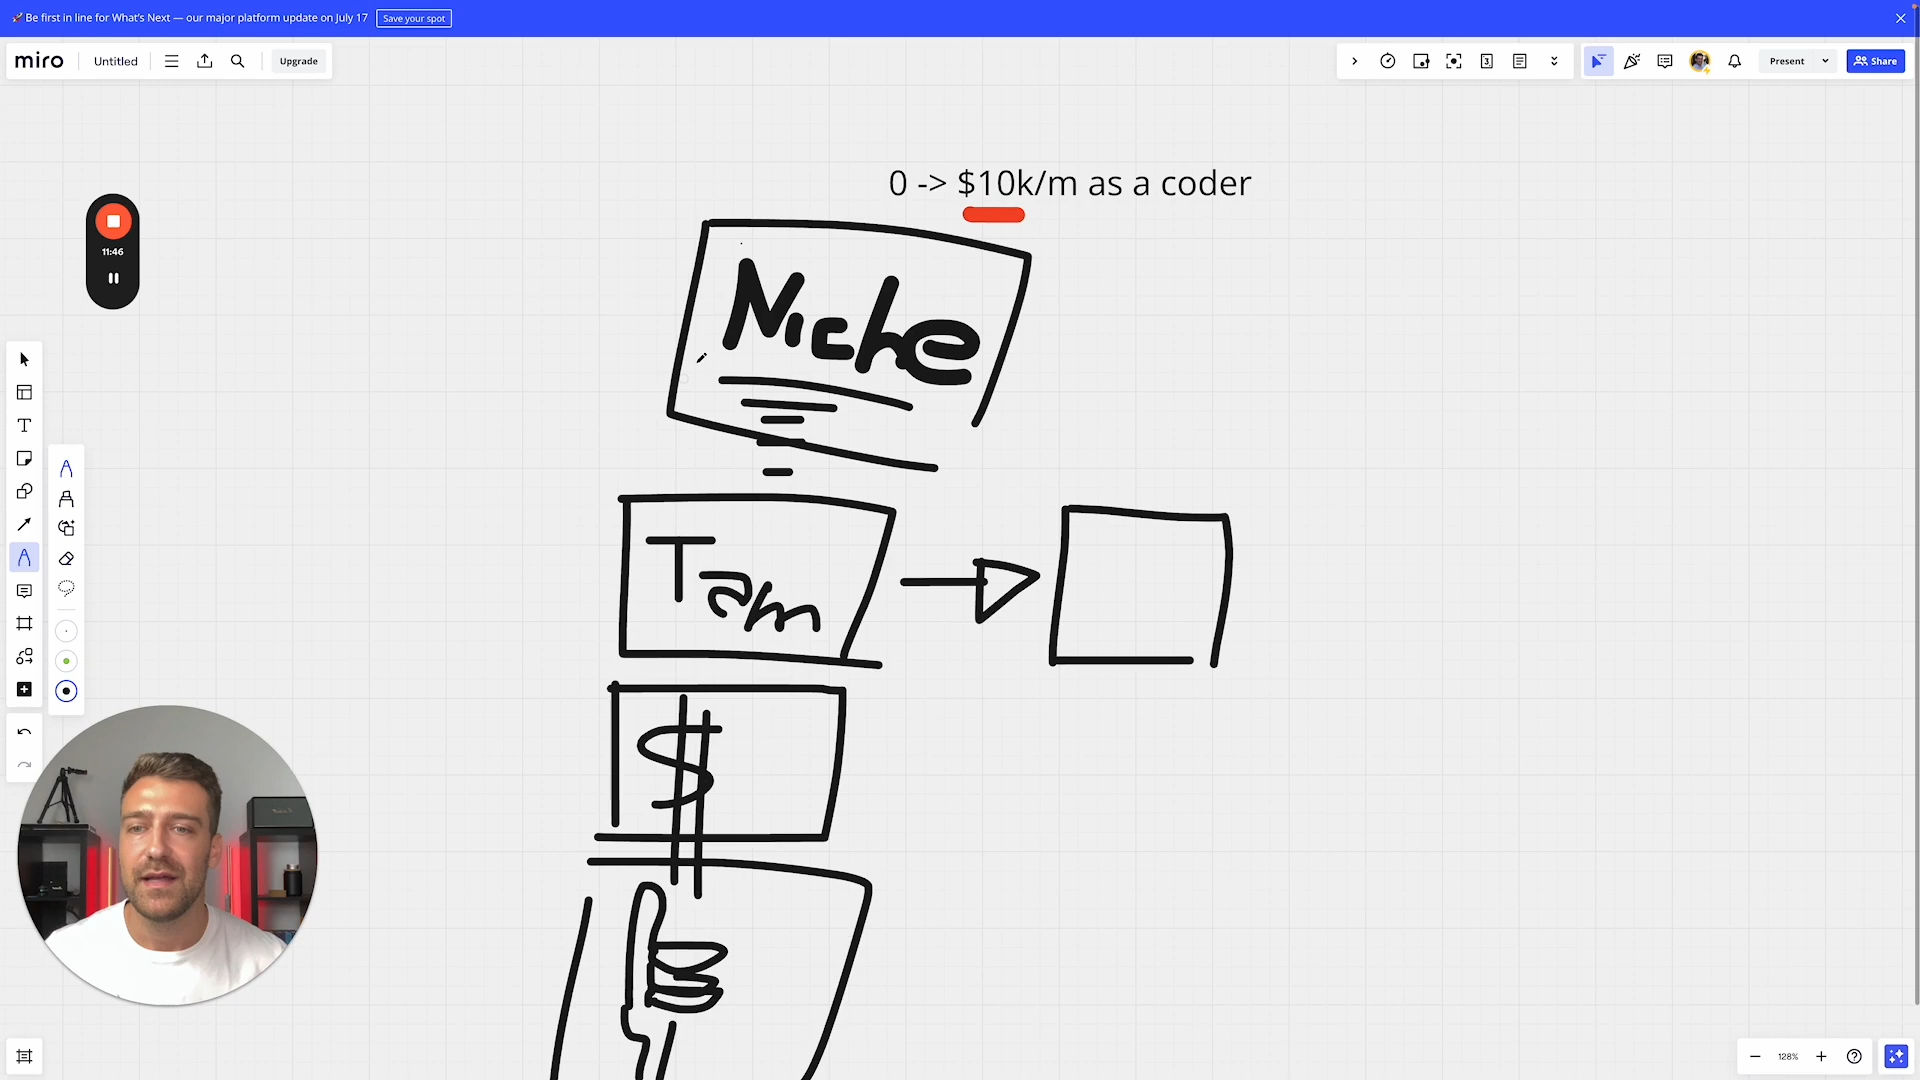 🚀 Be first in line for What's Next — our major platform update on July 17 Save your spot
miro Untitled Upgrade
3 Present Share
0 -> $10k/m as a coder
11:46
Niche
Tam
$
128%